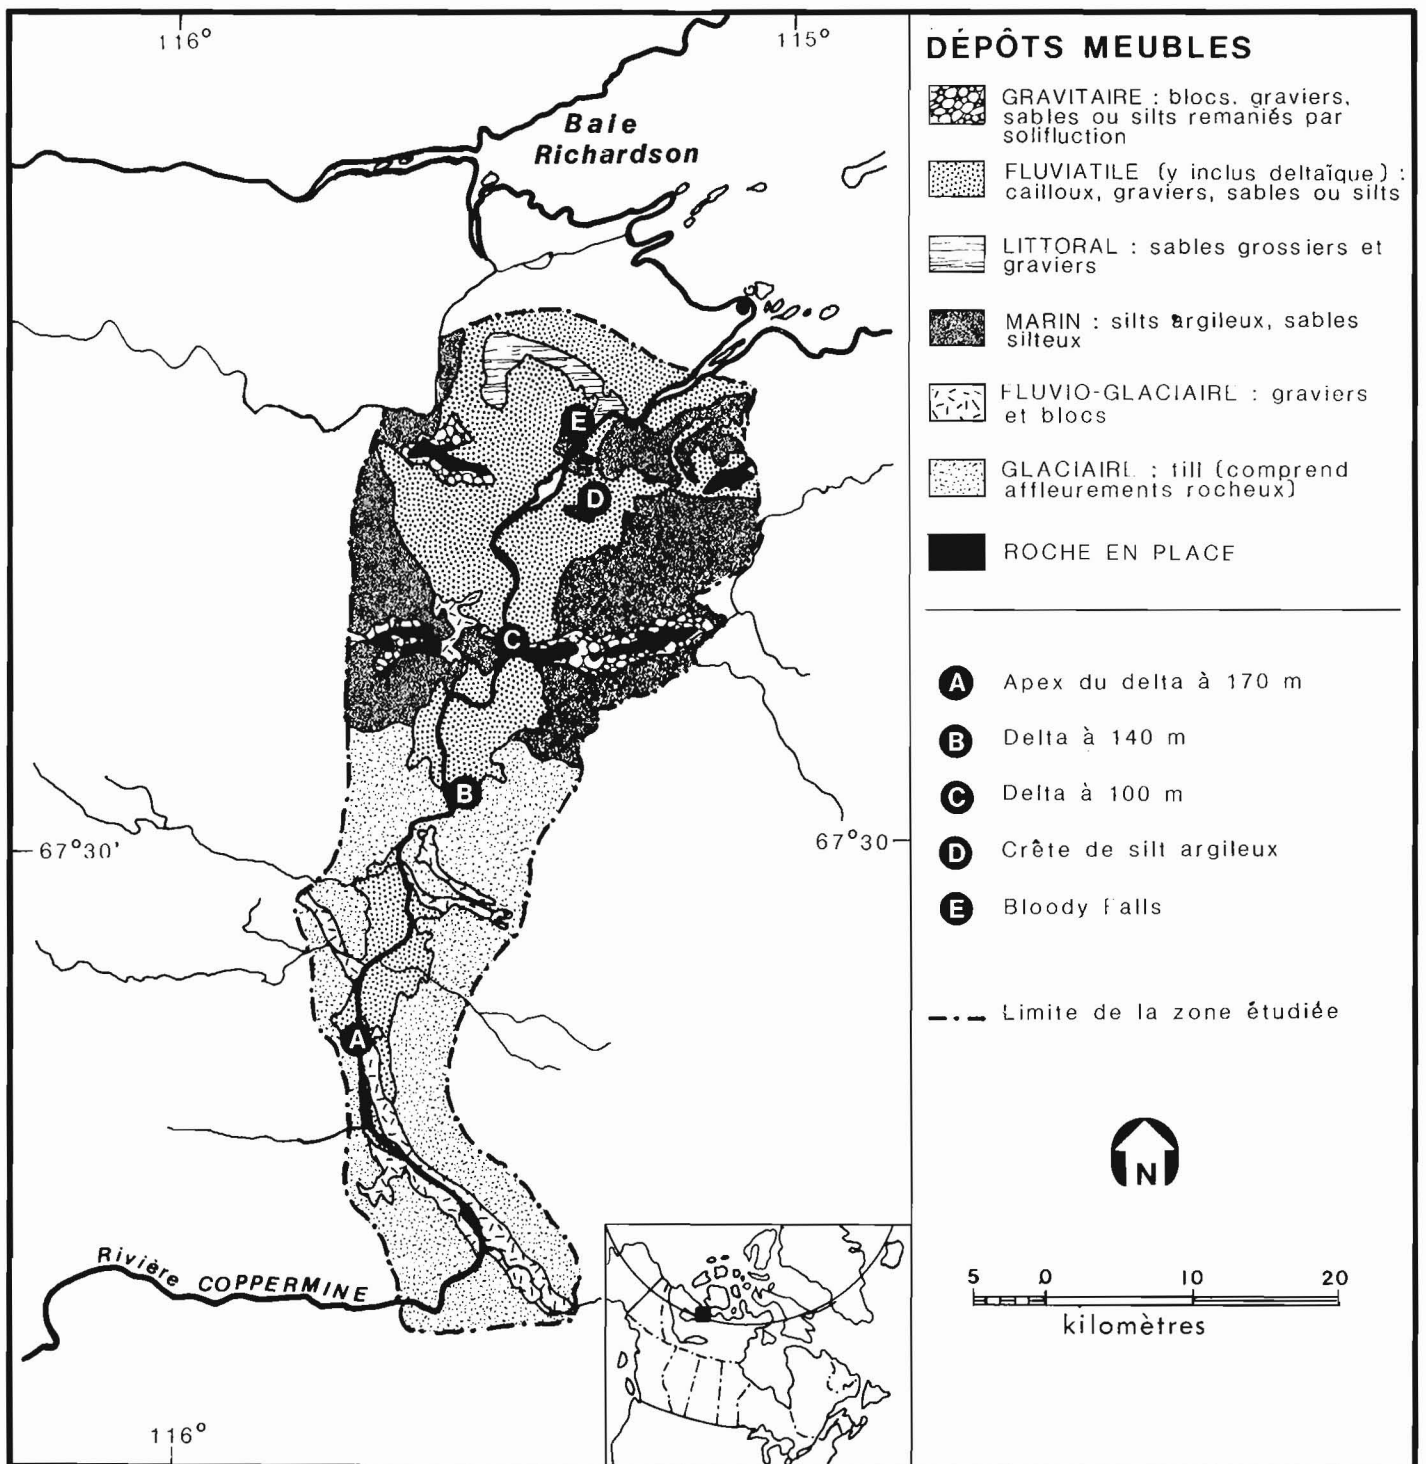 116°
115°
Baie
Richardson
E
D
C
B
67°30'
67°30
A
Rivière COPPERMINE
116°
DÉPÔTS MEUBLES
GRAVITAIRE : blocs, graviers,
sables ou silts remaniés par
solifluction
FLUVIATILE (y inclus deltaïque) :
cailloux, graviers, sables ou silts
LITTORAL : sables grossiers et
graviers
MARIN : silts argileux, sables
silteux
FLUVIO-GLACIAIRE : graviers
et blocs
GLACIAIRE : till (comprend
affleurements rocheux)
ROCHE EN PLACE
A Apex du delta à 170 m
B Delta à 140 m
C Delta à 100 m
D Crête de silt argileux
E Bloody Falls
Limite de la zone étudiée
N
5 0 10 20
kilomètres